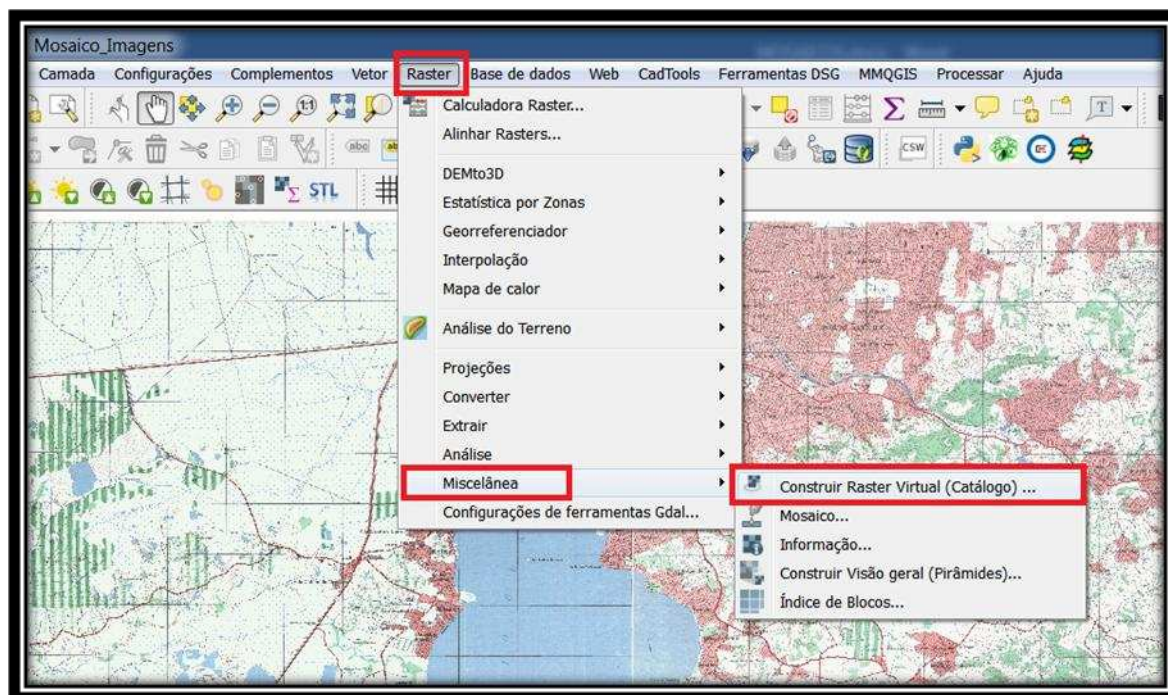 Mosaico_Imagens
Camada Configurações Complementos Vetor Raster Base de dados Web CadTools Ferramentas DSG MMQGIS Processar Ajuda
Calculadora Raster...
Alinhar Rasters...
abc
CSW
STL
DEMto3D
Estatística por Zonas
Georreferenciador
Interpolação
Mapa de calor
Análise do Terreno
Projeções
Converter
Extrair
Análise
Miscelânea
Configurações de ferramentas Gdal...
Construir Raster Virtual (Catálogo) ...
Mosaico...
Informação...
Construir Visão geral (Pirâmides)...
Índice de Blocos...